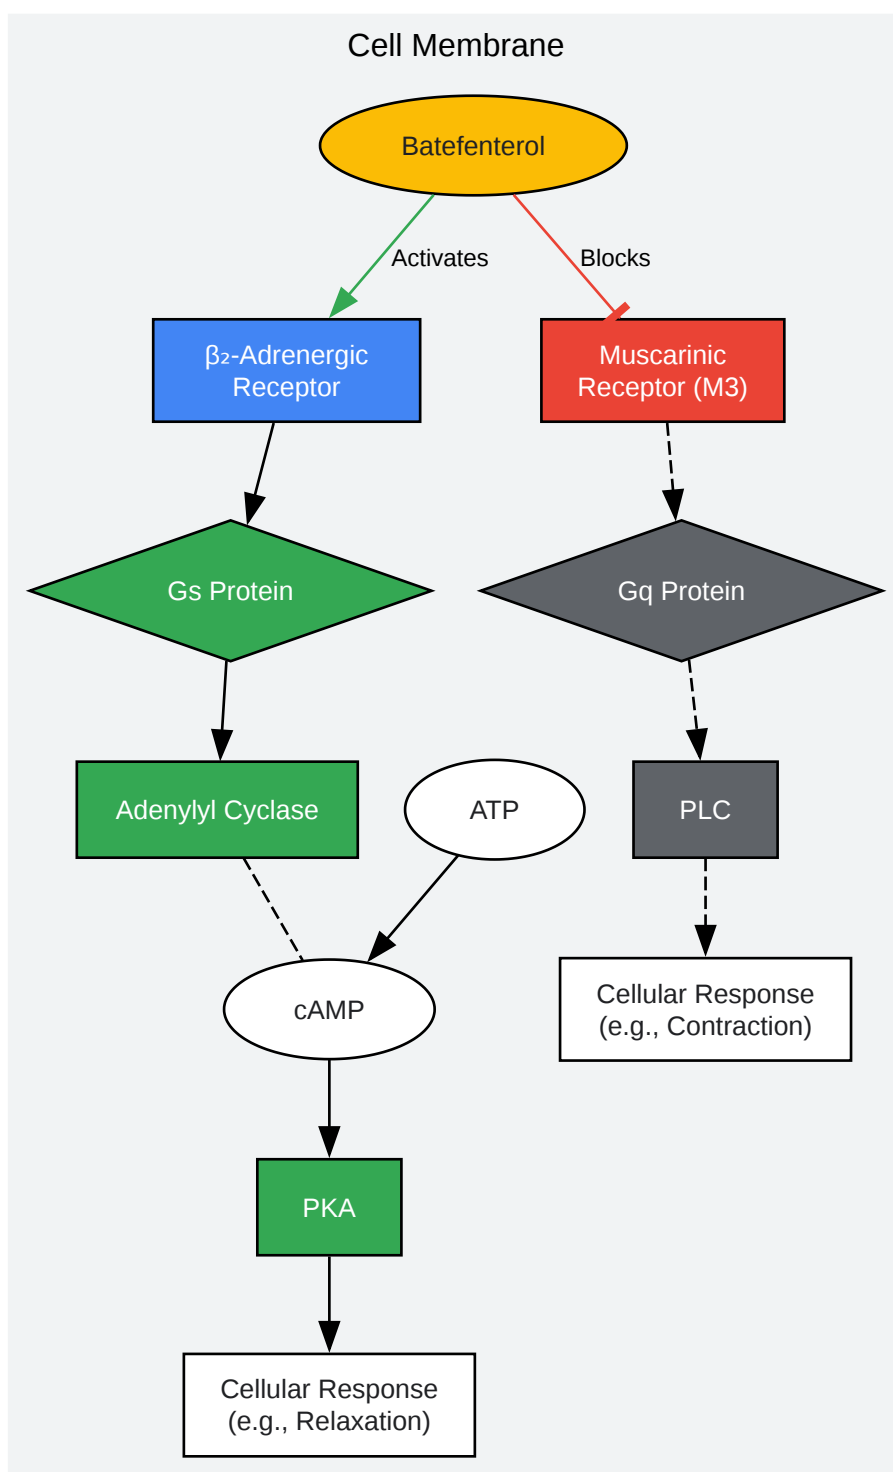 Cell Membrane
Batefenterol
Activates
Blocks
β₂-Adrenergic
Receptor
Muscarinic
Receptor (M3)
Gs Protein
Gq Protein
Adenylyl Cyclase
ATP
PLC
cAMP
Cellular Response
(e.g., Contraction)
PKA
Cellular Response
(e.g., Relaxation)